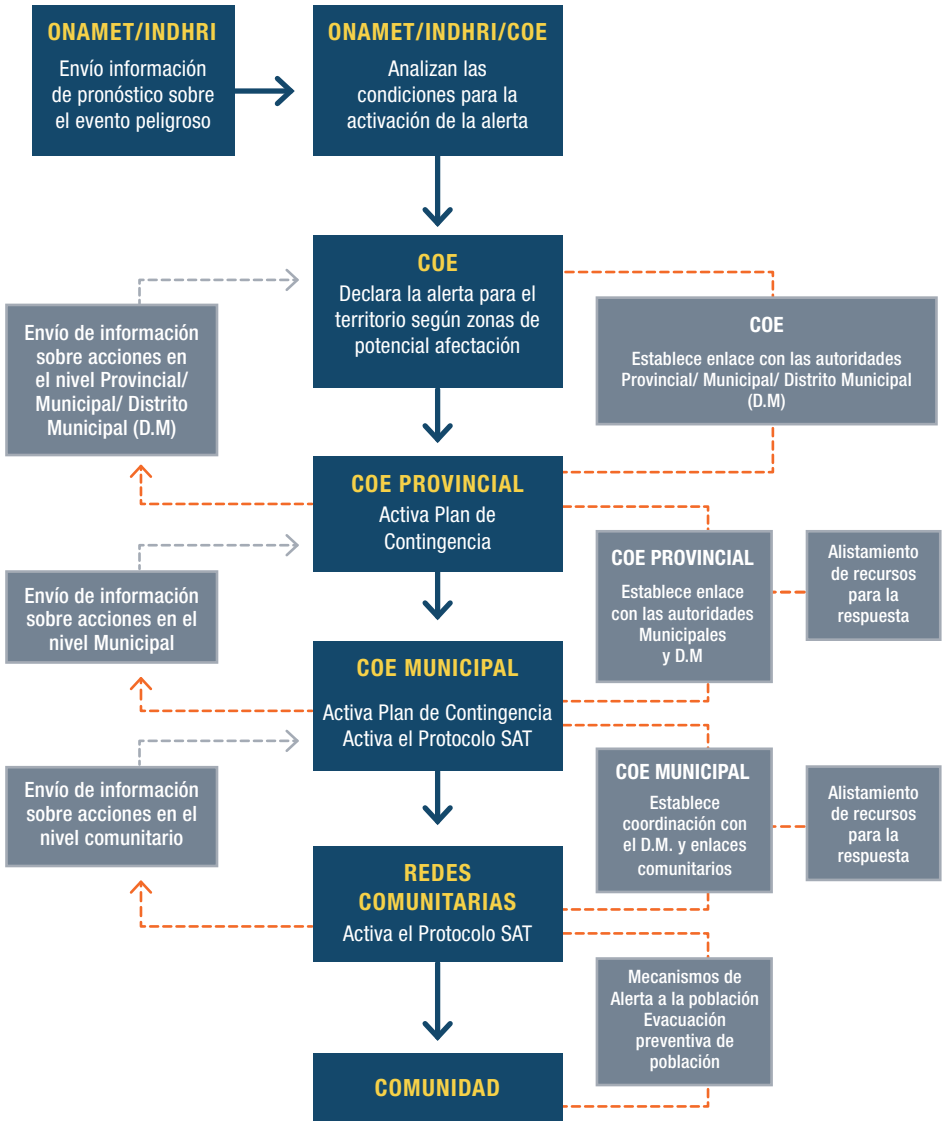 ONAMET/INDHRI
Envío información
de pronóstico sobre
el evento peligroso
ONAMET/INDHRI/COE
Analizan las
condiciones para la
activación de la alerta
COE
Declara la alerta para el
territorio según zonas de
potencial afectación
Envío de información
sobre acciones en
el nivel Provincial/
Municipal/ Distrito
Municipal (D.M)
COE
Establece enlace con las autoridades
Provincial/ Municipal/ Distrito Municipal
(D.M)
COE PROVINCIAL
Activa Plan de
Contingencia
Envío de información
sobre acciones en el
nivel Municipal
COE PROVINCIAL
Establece enlace
con las autoridades
Municipales
y D.M
Alistamiento
de recursos
para la
respuesta
COE MUNICIPAL
Activa Plan de Contingencia
Activa el Protocolo SAT
Envío de información
sobre acciones en el
nivel comunitario
COE MUNICIPAL
Establece
coordinación con
el D.M. y enlaces
comunitarios
Alistamiento
de recursos
para la
respuesta
REDES
COMUNITARIAS
Activa el Protocolo SAT
Mecanismos de
Alerta a la población
Evacuación
preventiva de
población
COMUNIDAD